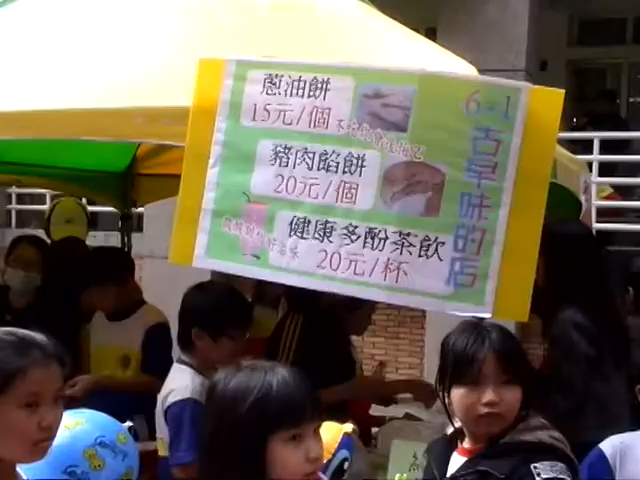 6-1
古早味的店
蔥油餅
15元/個
豬肉餡餅
20元/個
健康多酚茶飲
20元/杯